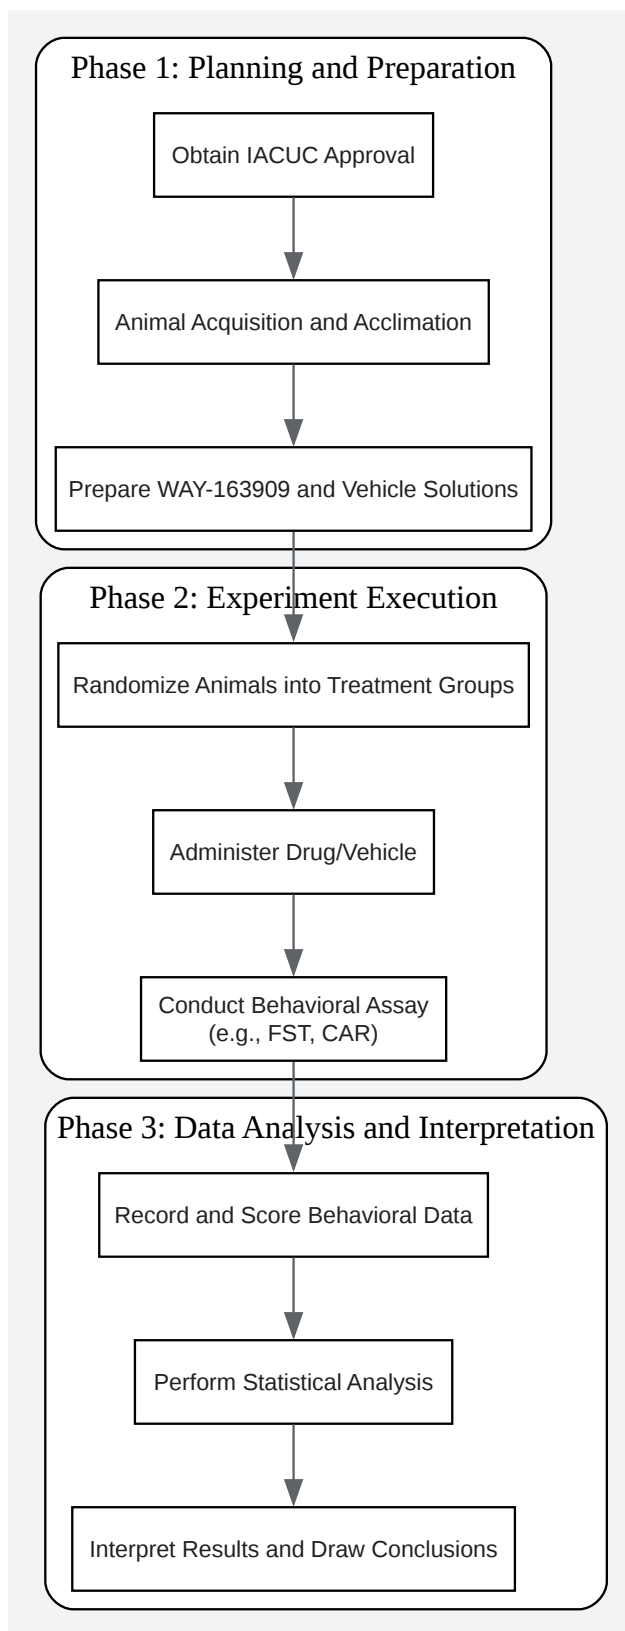 Phase 1: Planning and Preparation
Obtain IACUC Approval
Animal Acquisition and Acclimation
Prepare WAY-163909 and Vehicle Solutions
Phase 2: Experiment Execution
Randomize Animals into Treatment Groups
Administer Drug/Vehicle
Conduct Behavioral Assay
(e.g., FST, CAR)
Phase 3: Data Analysis and Interpretation
Record and Score Behavioral Data
Perform Statistical Analysis
Interpret Results and Draw Conclusions